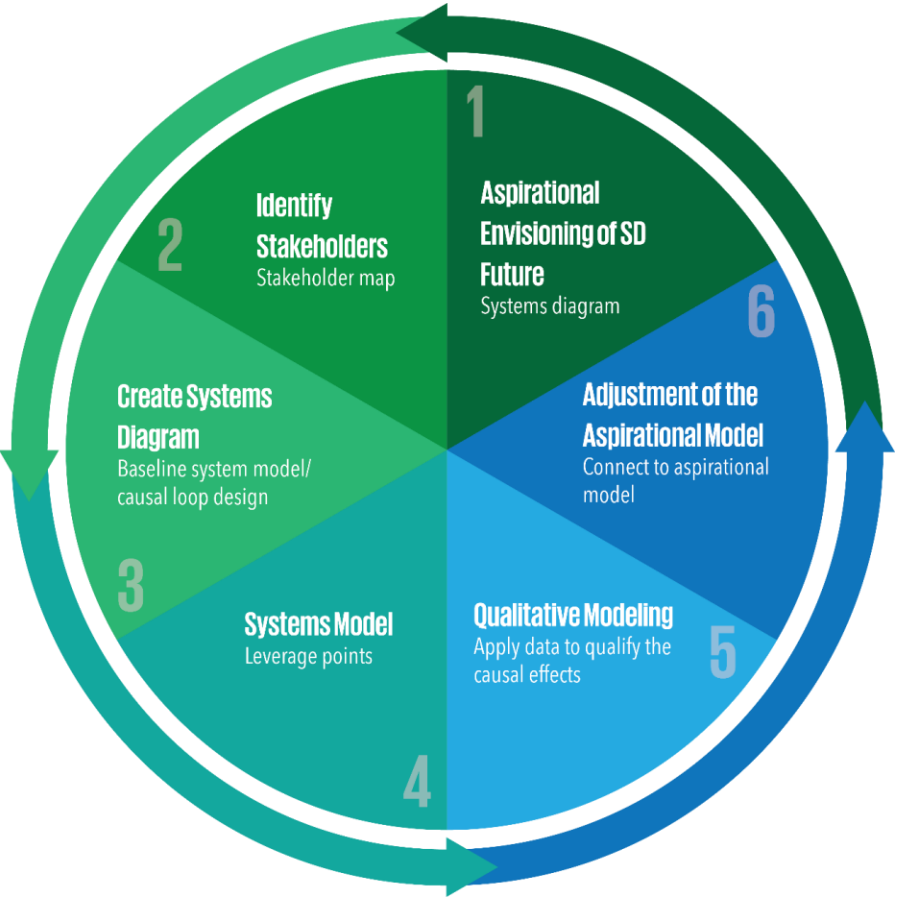 1
Aspirational
Envisioning of SD
Future
Systems diagram
2
Identify
Stakeholders
Stakeholder map
3
Create Systems
Diagram
Baseline system model/
causal loop design
4
Systems Model
Leverage points
5
Qualitative Modeling
Apply data to qualify the
causal effects
6
Adjustment of the
Aspirational Model
Connect to aspirational
model